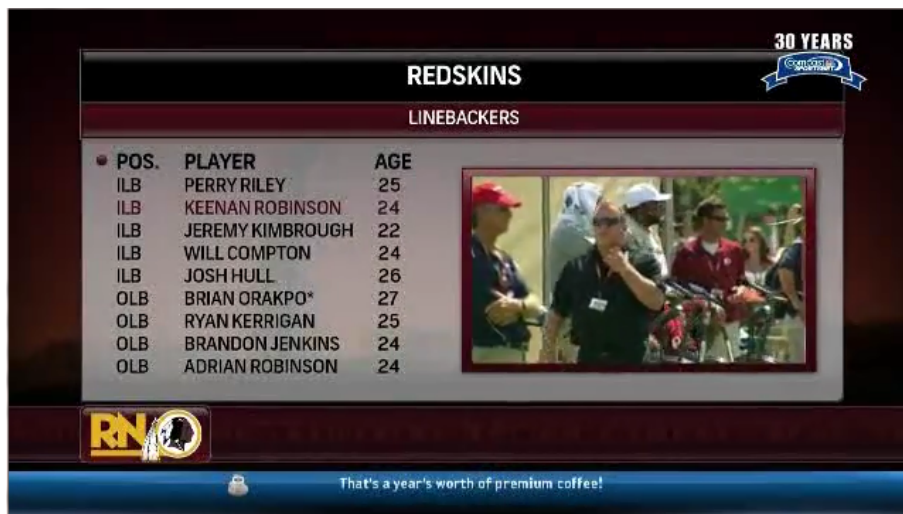 30 YEARS
comcast
SPORTSNET
REDSKINS
LINEBACKERS
POS. PLAYER AGE
ILB PERRY RILEY 25
ILB KEENAN ROBINSON 24
ILB JEREMY KIMBROUGH 22
ILB WILL COMPTON 24
ILB JOSH HULL 26
OLB BRIAN ORAKPO* 27
OLB RYAN KERRIGAN 25
OLB BRANDON JENKINS 24
OLB ADRIAN ROBINSON 24
RN
That's a year's worth of premium coffee!